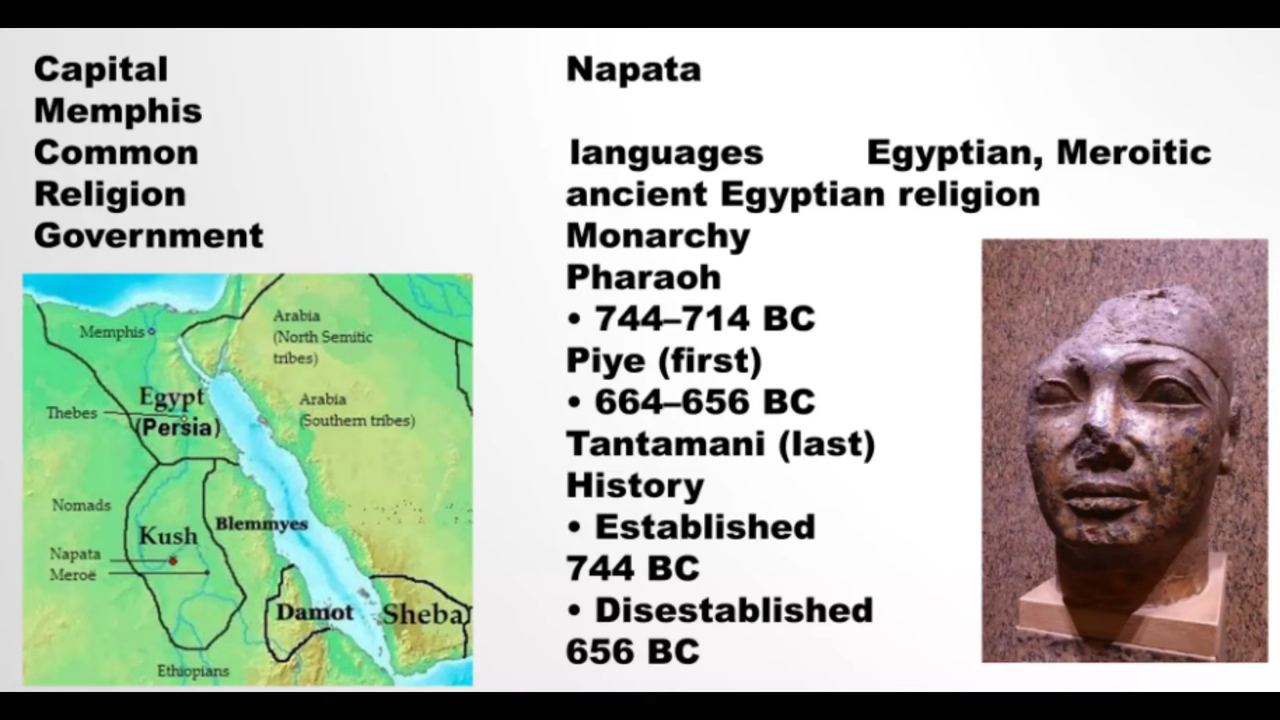 Capital Napata
Memphis
Common languages Egyptian, Meroitic
Religion ancient Egyptian religion
Government Monarchy
Pharaoh
• 744–714 BC
Piye (first)
• 664–656 BC
Tantamani (last)
History
• Established
744 BC
• Disestablished
656 BC
Memphis
Arabia
(North Semitic
tribes)
Egypt
(Persia)
Thebes
Arabia
(Southern tribes)
Nomads
Kush
Blemmyes
Napata
Meroë
Damot
Sheba
Ethiopians